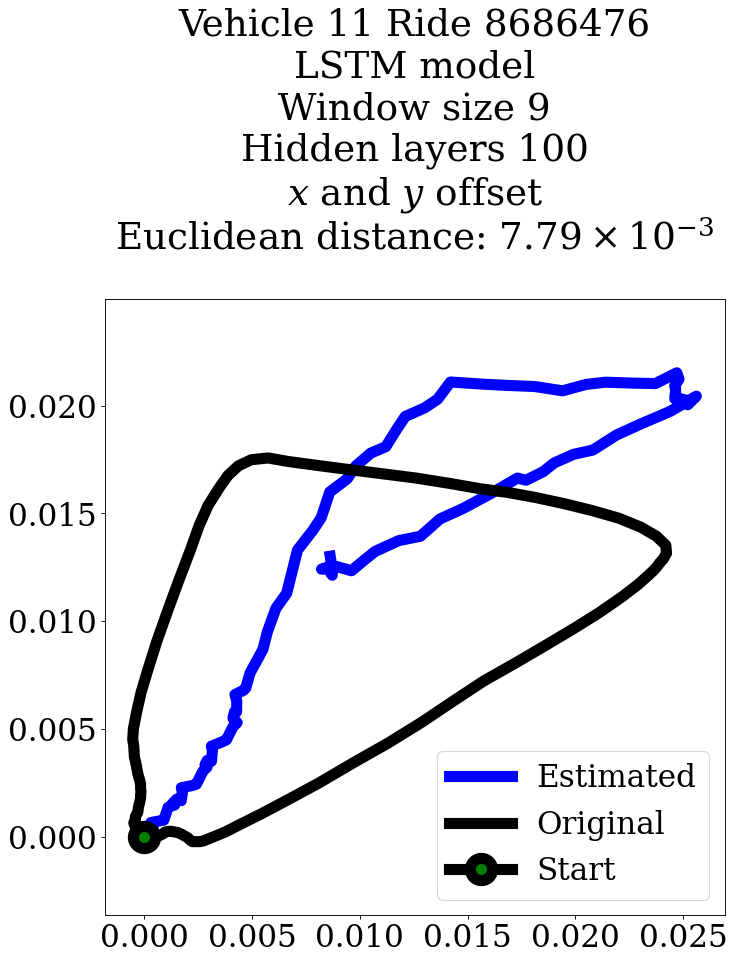 Vehicle 11 Ride 8686476
LSTM model
Window size 9
Hidden layers 100
x and y offset
Euclidean distance: 7.79 × 10⁻³
0.020
0.015
0.010
0.005
0.000
Estimated
Original
Start
0.000 0.005 0.010 0.015 0.020 0.025